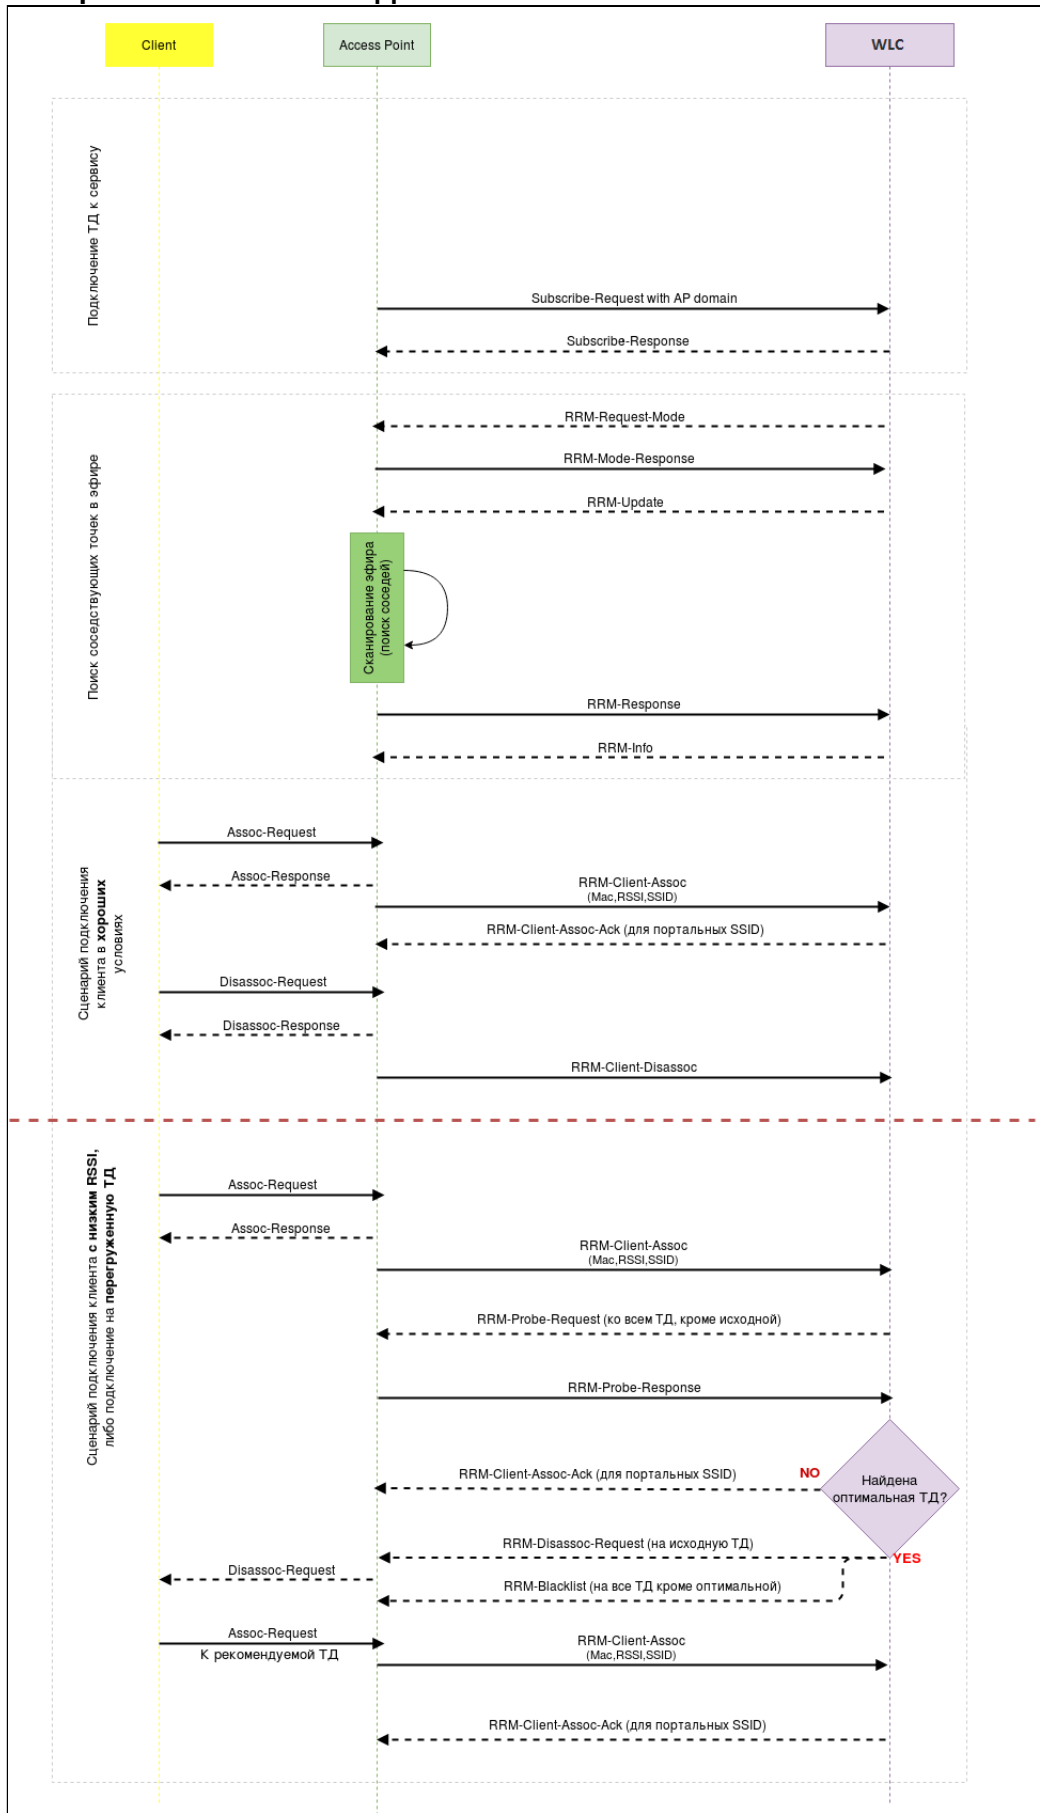 Client
Access Point
WLC
Подключение ТД к сервису
Subscribe-Request with AP domain
Subscribe-Response
Поиск соседствующих точек в эфире
RRM-Request-Mode
RRM-Mode-Response
RRM-Update
Сканирование эфира
(поиск соседей)
RRM-Response
RRM-Info
Сценарий подключения
клиента в хороших
условиях
Assoc-Request
Assoc-Response
RRM-Client-Assoc
(Mac,RSSI,SSID)
RRM-Client-Assoc-Ack (для портальных SSID)
Disassoc-Request
Disassoc-Response
RRM-Client-Disassoc
Сценарий подключения клиента с низким RSSI,
либо подключение на перегруженную ТД
Assoc-Request
Assoc-Response
RRM-Client-Assoc
(Mac,RSSI,SSID)
RRM-Probe-Request (ко всем ТД, кроме исходной)
RRM-Probe-Response
Найдена
оптимальная ТД?
NO
RRM-Client-Assoc-Ack (для портальных SSID)
YES
RRM-Disassoc-Request (на исходную ТД)
Disassoc-Request
RRM-Blacklist (на все ТД кроме оптимальной)
Assoc-Request
К рекомендуемой ТД
RRM-Client-Assoc
(Mac,RSSI,SSID)
RRM-Client-Assoc-Ack (для портальных SSID)